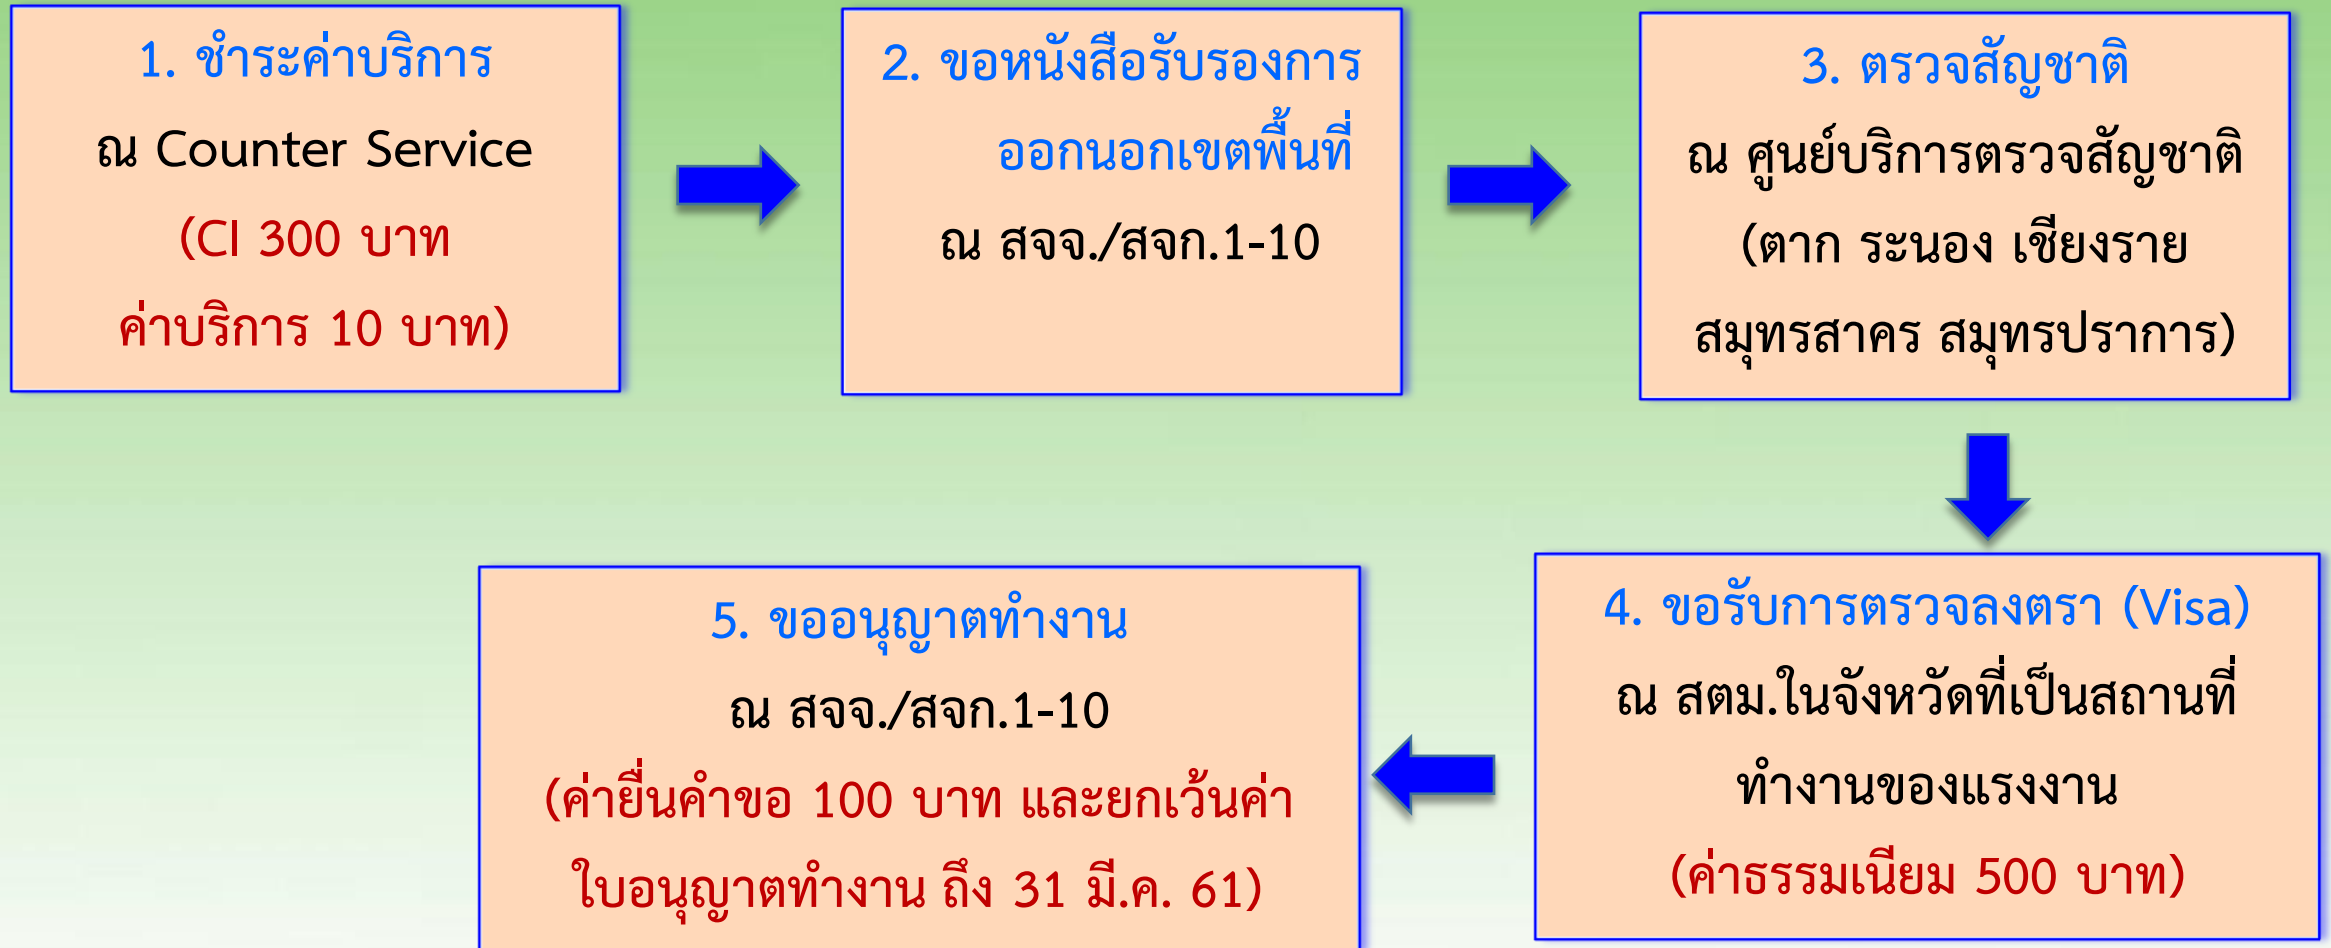 1. ชำระค่าบริการ
ณ Counter Service
(CI 300 บาท
ค่าบริการ 10 บาท)
2. ขอหนังสือรับรองการ
ออกนอกเขตพื้นที่
ณ สจจ./สจก.1-10
3. ตรวจสัญชาติ
ณ ศูนย์บริการตรวจสัญชาติ
(ตาก ระนอง เชียงราย
สมุทรสาคร สมุทรปราการ)
4. ขอรับการตรวจลงตรา (Visa)
ณ สตม.ในจังหวัดที่เป็นสถานที่
ทำงานของแรงงาน
(ค่าธรรมเนียม 500 บาท)
5. ขออนุญาตทำงาน
ณ สจจ./สจก.1-10
(ค่ายื่นคำขอ 100 บาท และยกเว้นค่า
ใบอนุญาตทำงาน ถึง 31 มี.ค. 61)